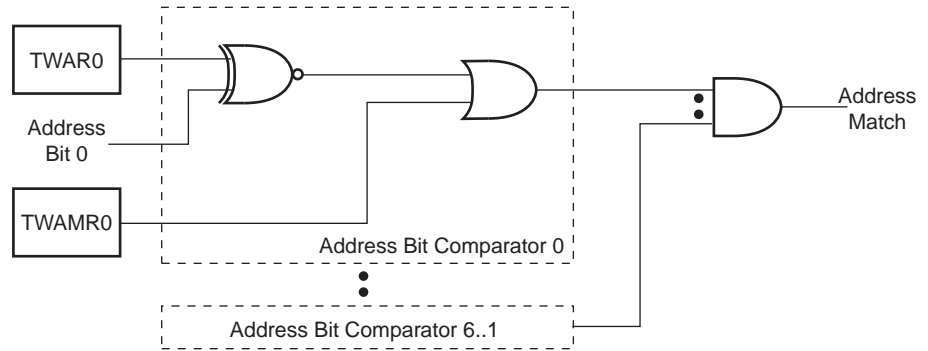 TWAR0
Address
Bit 0
TWAMR0
Address Bit Comparator 0
Address Bit Comparator 6..1
Address
Match